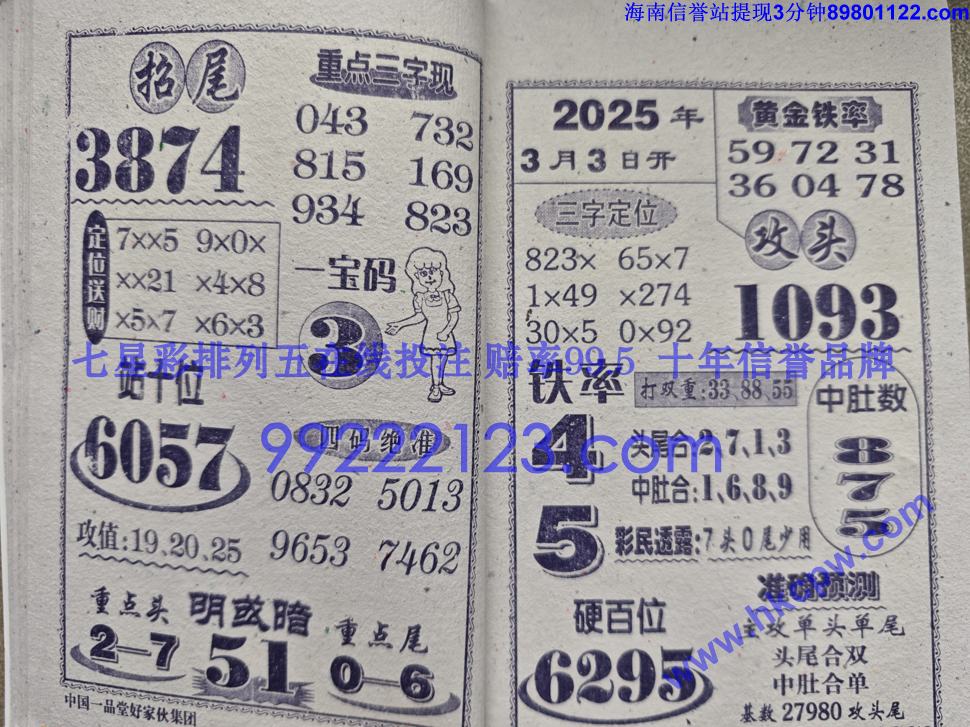 海南信誉站提现3分钟89801122.com
招尾
3874
重点三字现
043 732
815 169
934 823
定位送财
7××5 9×0×
××21 ×4×8
×5×7 ×6×3
一宝码
3
七星彩排列五在线投注 赔率99.5 十年信誉品牌
站十位
6057
99222123.com
四码绝准
0832 5013
9653 7462
攻值:19、20、25
重点头
2—7
明或暗
51
重点尾
0—6
中国一品堂好家伙集团
2025年
3月3日开
黄金铁率
59 72 31
36 04 78
三字定位
823× 65×7
1×49 ×274
30×5 0×92
攻头
1093
铁率
4
5
打双重:33、88、55
头尾合:2、7、1、3
中肚合:1、6、8、9
彩民透露:7头0尾少用
中肚数
8
7
5
硬百位
6295
准确预测
主攻单头单尾
头尾合双
中肚合单
基数27980攻头尾